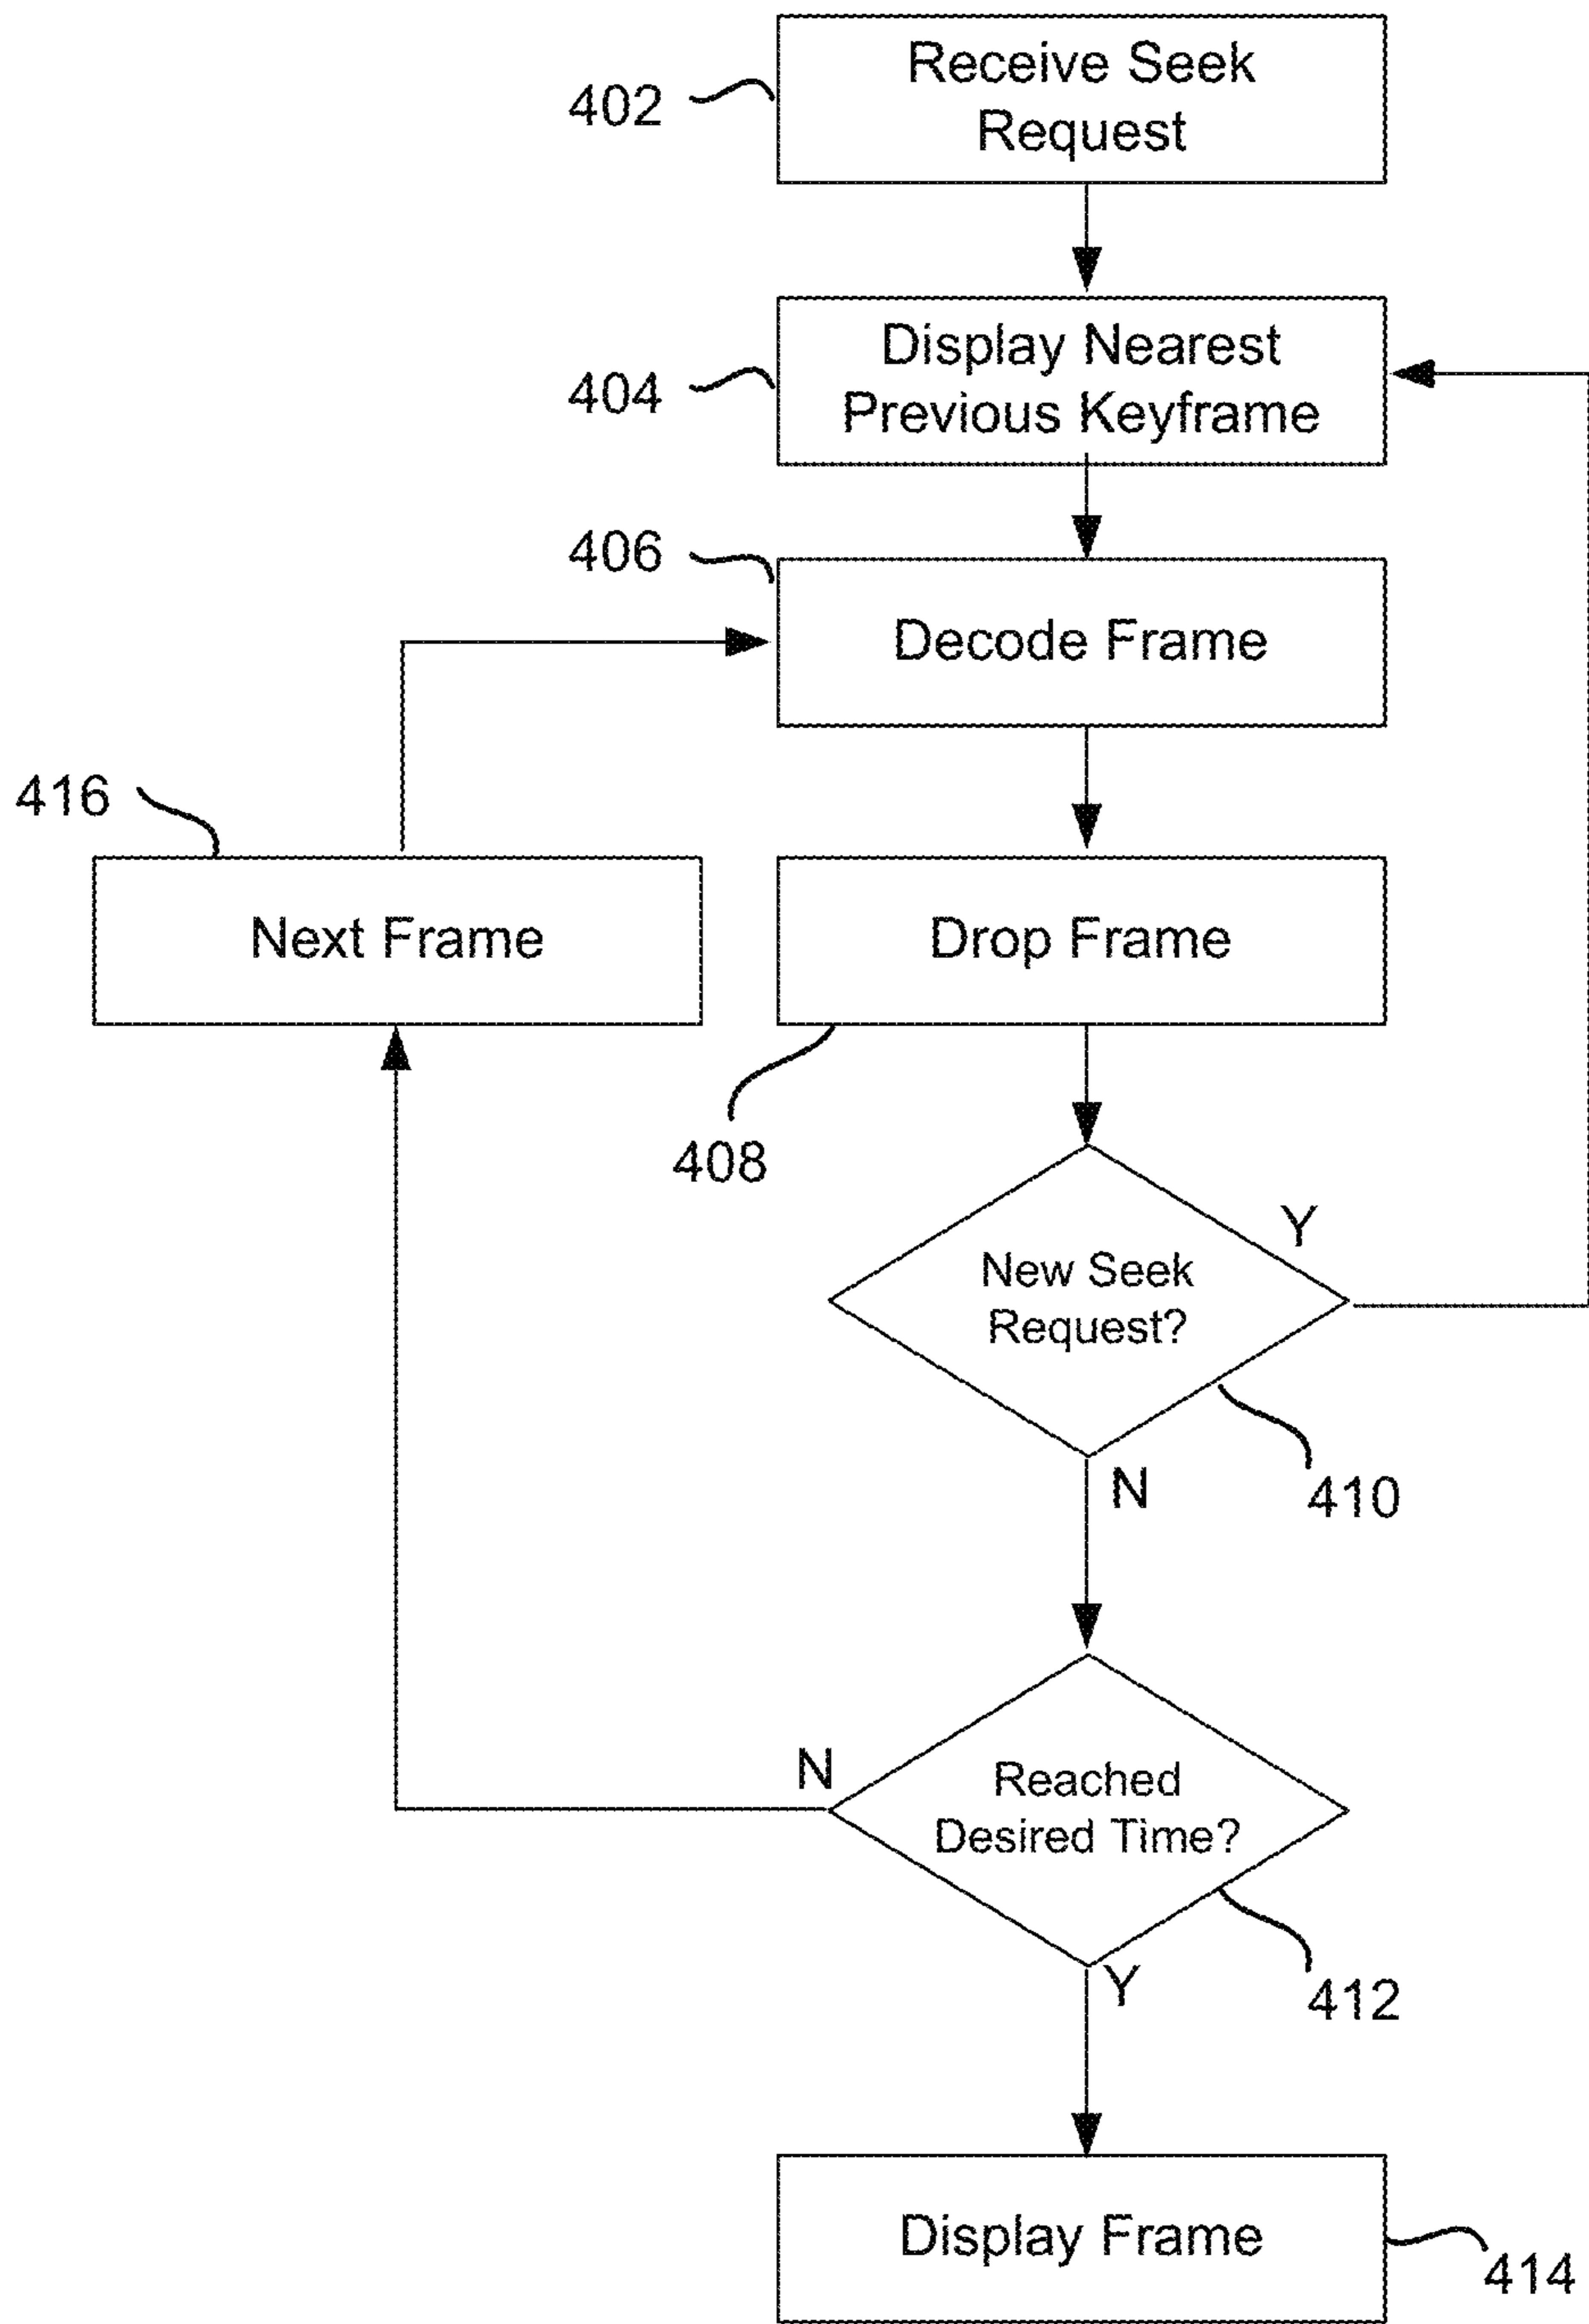 Receive Seek
Request
402
Display Nearest
Previous Keyframe
404
406
Decode Frame
416
Next Frame
Drop Frame
408
New Seek
Request?
Y
N
410
Reached
Desired Time?
N
Y
412
Display Frame
414